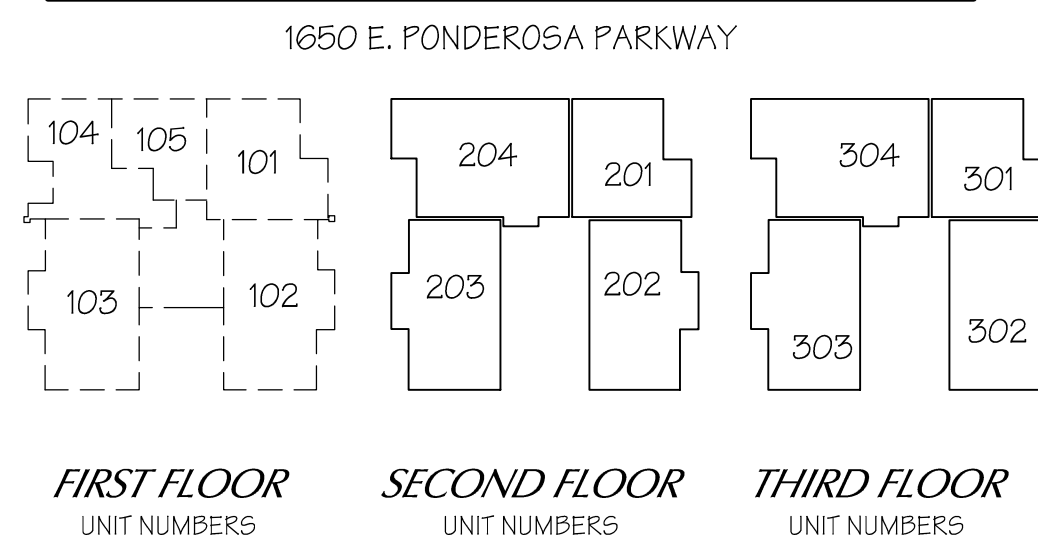 1650 E. PONDEROSA PARKWAY
104 105 101
103 102
204 201
203 202
304 301
303 302
FIRST FLOOR
UNIT NUMBERS
SECOND FLOOR
UNIT NUMBERS
THIRD FLOOR
UNIT NUMBERS